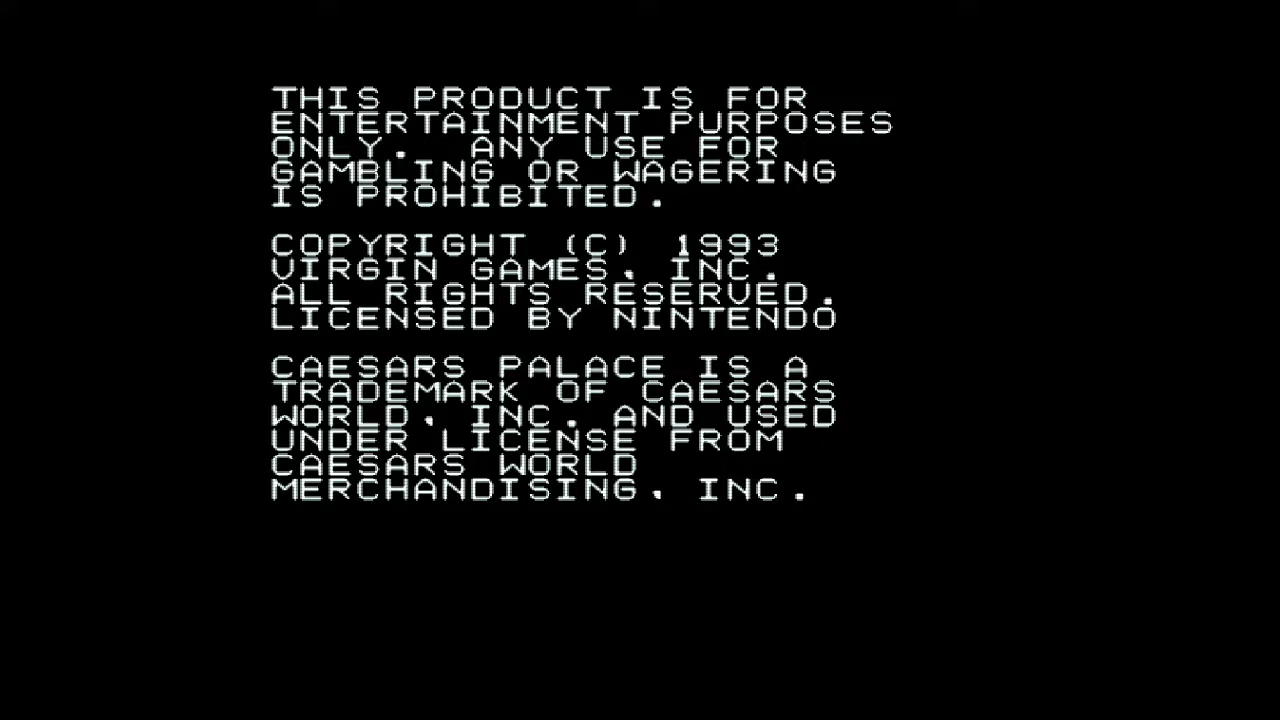 THIS PRODUCT IS FOR
ENTERTAINMENT PURPOSES
ONLY.  ANY USE FOR
GAMBLING OR WAGERING
IS PROHIBITED.
COPYRIGHT (C) 1993
VIRGIN GAMES, INC.
ALL RIGHTS RESERVED.
LICENSED BY NINTENDO
CAESARS PALACE IS A
TRADEMARK OF CAESARS
WORLD, INC. AND USED
UNDER LICENSE FROM
CAESARS WORLD
MERCHANDISING, INC.